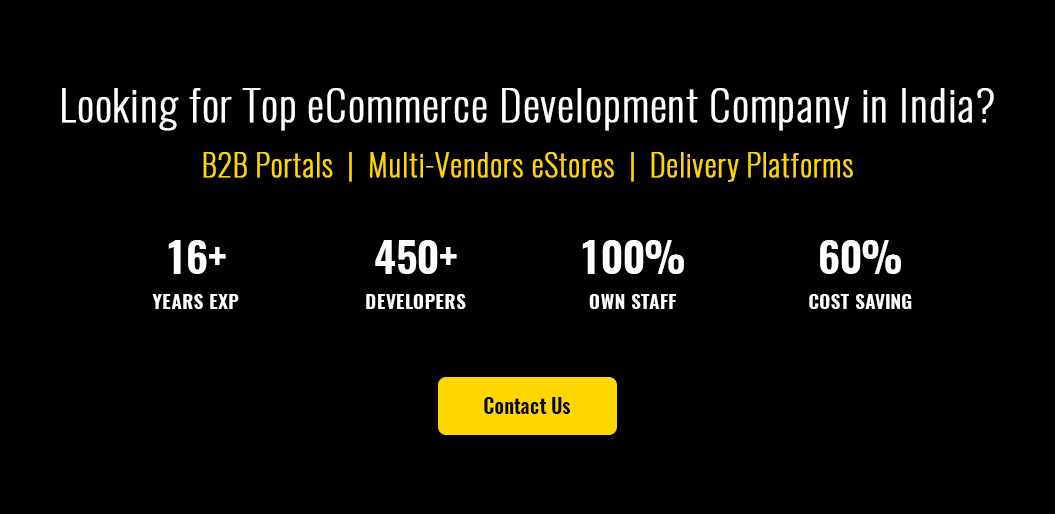 Looking for Top eCommerce Development Company in India?
B2B Portals | Multi-Vendors eStores | Delivery Platforms
16+ 450+ 100% 60%
YEARS EXP DEVELOPERS OWN STAFF COST SAVING
Contact Us